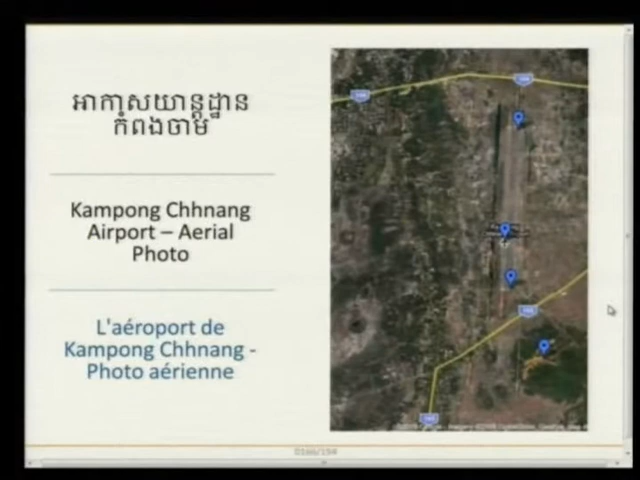 អាកាសយាន្តដ្ឋាន
កំពង់ចាម
Kampong Chhnang
Airport – Aerial
Photo
L'aéroport de
Kampong Chhnang -
Photo aérienne